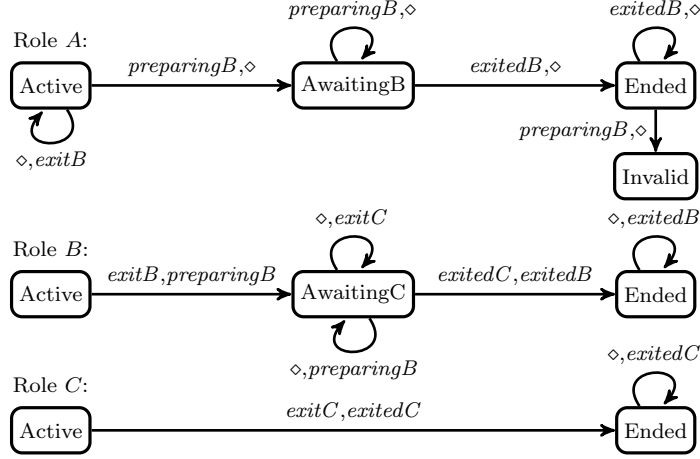 preparingB,⋄ exitedB,⋄
Role A:
Active preparingB,⋄ AwaitingB exitedB,⋄ Ended
⋄,exitB
preparingB,⋄
Invalid
⋄,exitC ⋄,exitedB
Role B:
Active exitB,preparingB AwaitingC exitedC,exitedB Ended
⋄,preparingB
⋄,exitedC
Role C:
Active exitC,exitedC Ended